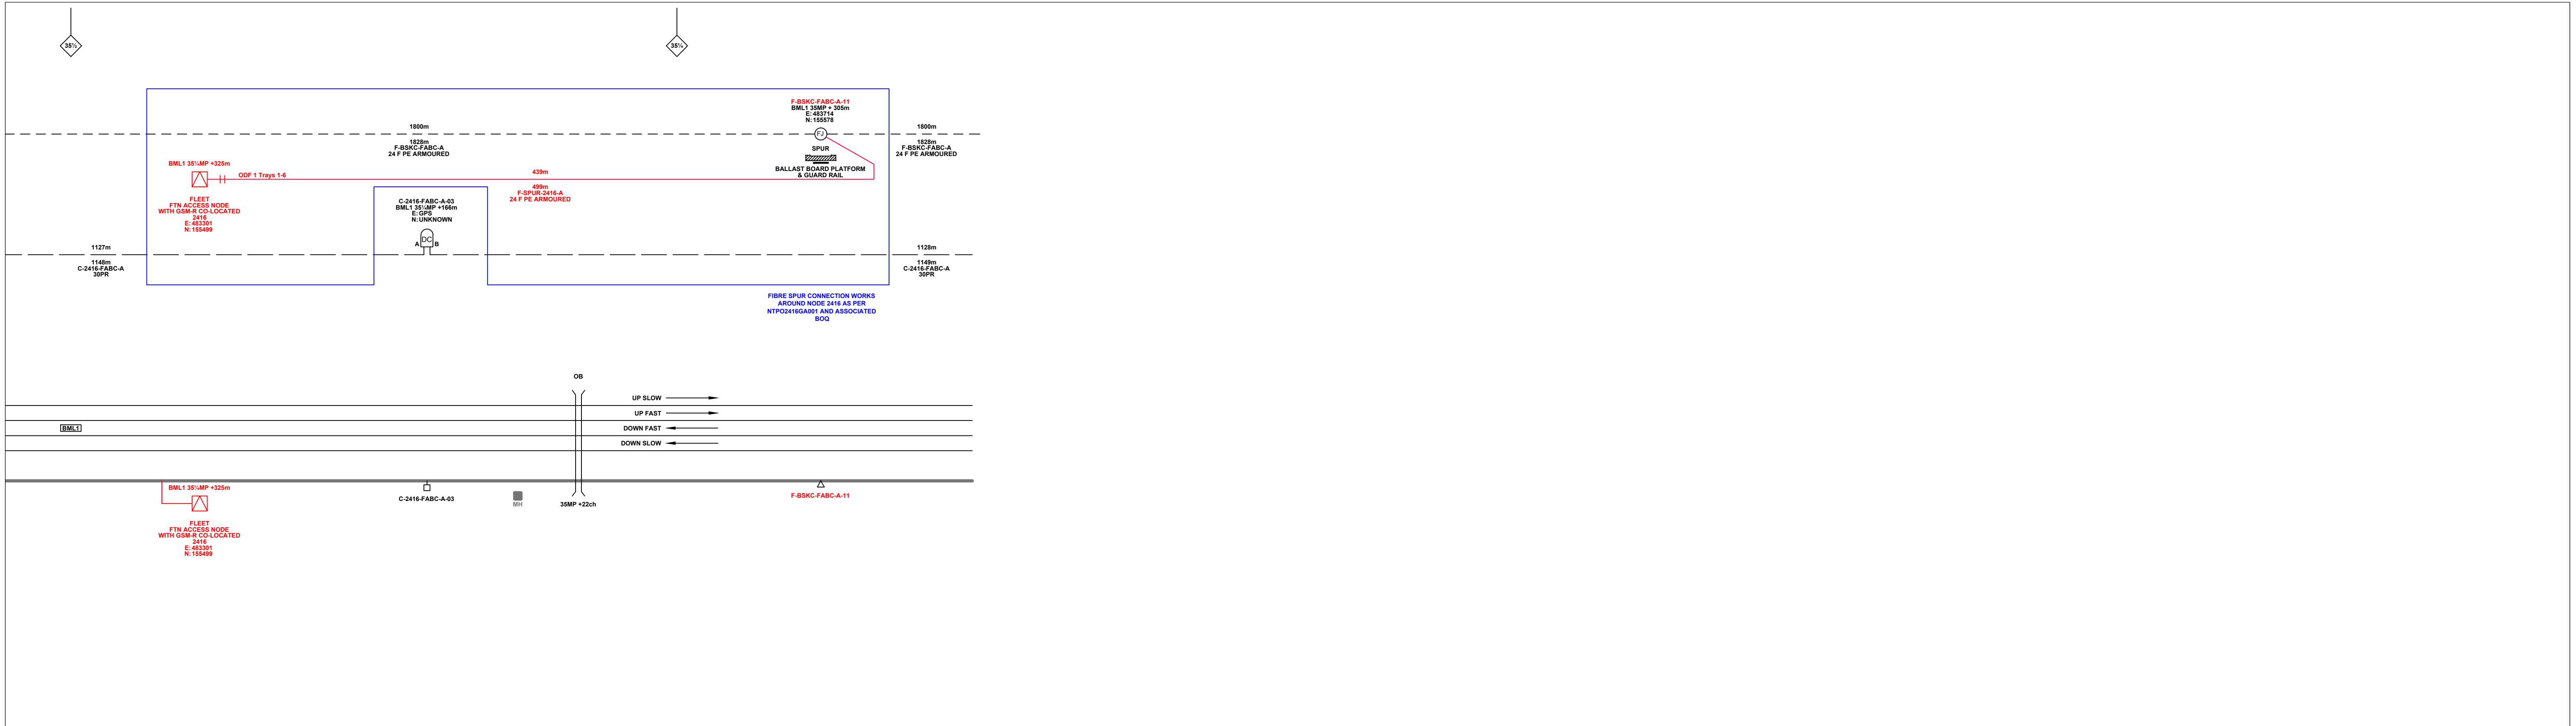 35½
35¼
F-BSKC-FABC-A-11
BML1 35MP + 305m
E: 483714
N: 155578
1800m
FJ
1800m
1828m
F-BSKC-FABC-A
24 F PE ARMOURED
SPUR
1828m
F-BSKC-FABC-A
24 F PE ARMOURED
BML1 35¼MP +325m
BALLAST BOARD PLATFORM
& GUARD RAIL
ODF 1 Trays 1-6
439m
499m
F-SPUR-2416-A
24 F PE ARMOURED
FLEET
FTN ACCESS NODE
WITH GSM-R CO-LOCATED
2416
E: 483301
N: 155499
C-2416-FABC-A-03
BML1 35¼MP +166m
E: GPS
N: UNKNOWN
DC
A
B
1127m
1148m
C-2416-FABC-A
30PR
1128m
1149m
C-2416-FABC-A
30PR
FIBRE SPUR CONNECTION WORKS
AROUND NODE 2416 AS PER
NTPO2416GA001 AND ASSOCIATED
BOQ
OB
UP SLOW
UP FAST
BML1
DOWN FAST
DOWN SLOW
BML1 35¼MP +325m
C-2416-FABC-A-03
MH
35MP +22ch
F-BSKC-FABC-A-11
FLEET
FTN ACCESS NODE
WITH GSM-R CO-LOCATED
2416
E: 483301
N: 155499